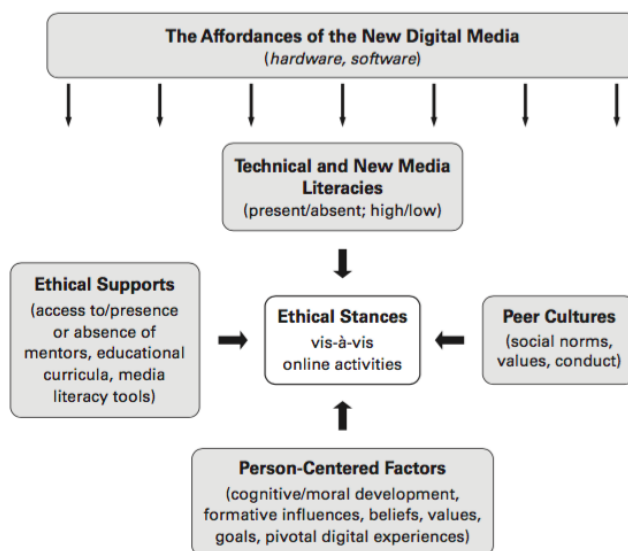 The Affordances of the New Digital Media
(hardware, software)
Technical and New Media
Literacies
(present/absent; high/low)
Ethical Supports
(access to/presence
or absence of
mentors, educational
curricula, media
literacy tools)
Ethical Stances
vis-à-vis
online activities
Peer Cultures
(social norms,
values, conduct)
Person-Centered Factors
(cognitive/moral development,
formative influences, beliefs, values,
goals, pivotal digital experiences)